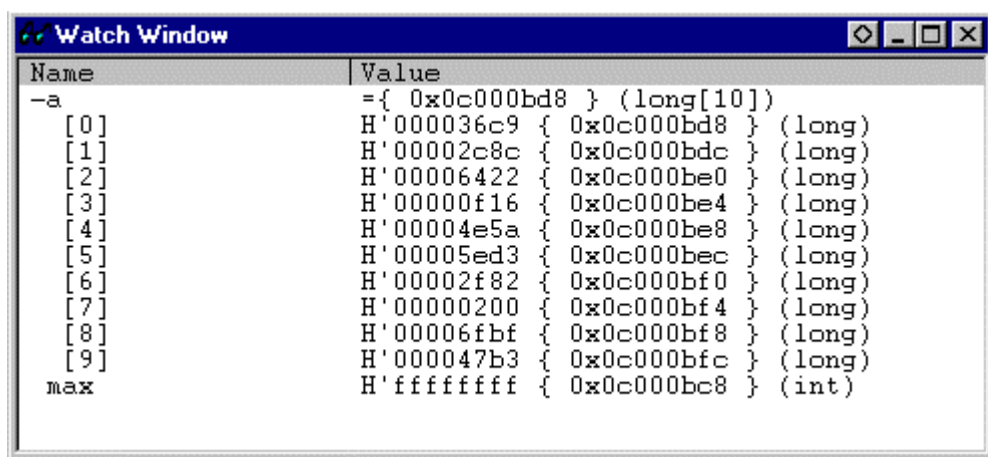 Watch Window
Name Value
-a ={ 0x0c000bd8 } (long[10])
[0] H'000036c9 { 0x0c000bd8 } (long)
[1] H'00002c8c { 0x0c000bdc } (long)
[2] H'00006422 { 0x0c000be0 } (long)
[3] H'00000f16 { 0x0c000be4 } (long)
[4] H'00004e5a { 0x0c000be8 } (long)
[5] H'00005ed3 { 0x0c000bec } (long)
[6] H'00002f82 { 0x0c000bf0 } (long)
[7] H'00000200 { 0x0c000bf4 } (long)
[8] H'00006fbf { 0x0c000bf8 } (long)
[9] H'000047b3 { 0x0c000bfc } (long)
max H'ffffffff { 0x0c000bc8 } (int)